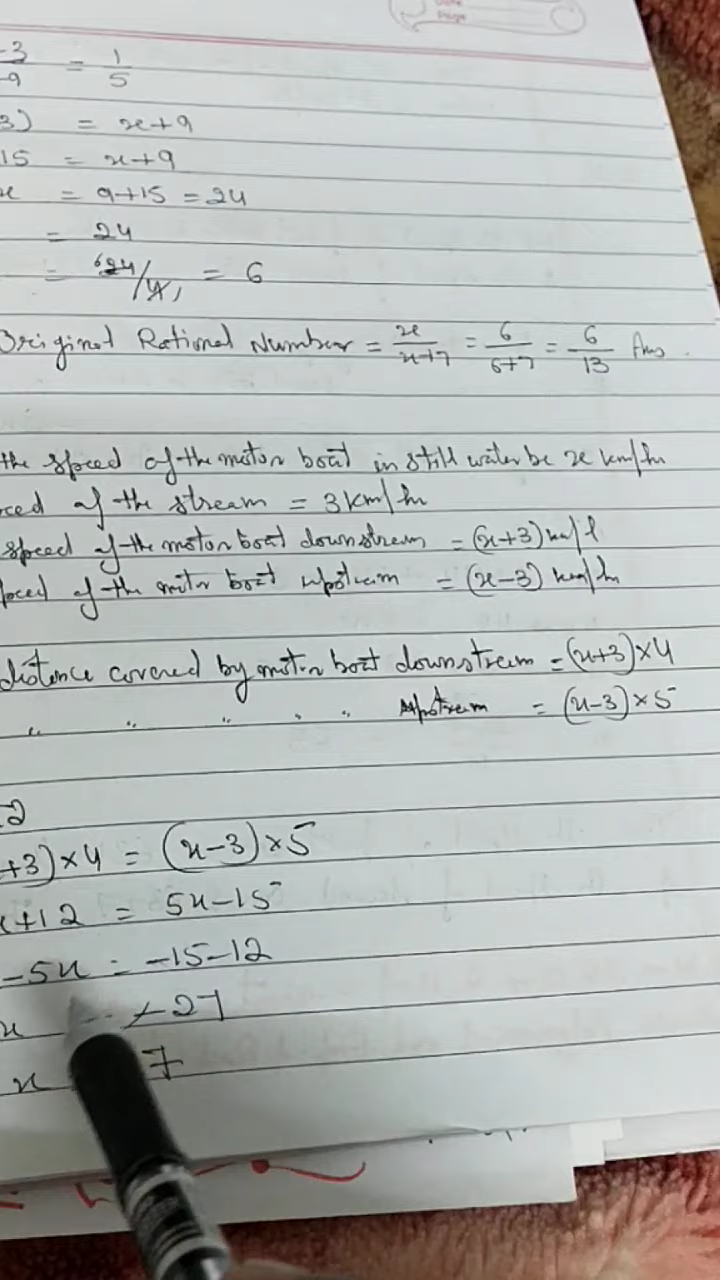 Page
-3/-9 = 1/5
3) = x+9
15 = x+9
x = 9+15 = 24
= 24
= 24/4 = 6
Original Rational Number = x/x+7 = 6/6+7 = 6/13 Ans.
the speed of the motor boat in still water be x km/hr
of the stream = 3 km/hr
speed of the motor boat downstream = (x+3)
of the motor boat upstream = (x-3) km/hr
distance covered by motor boat downstream = (x+3)×4
" " " " " upstream = (x-3)×5
2
+3)×4 = (x-3)×5
x+12 = 5x-15
-5x = -15-12
x -27
x 7